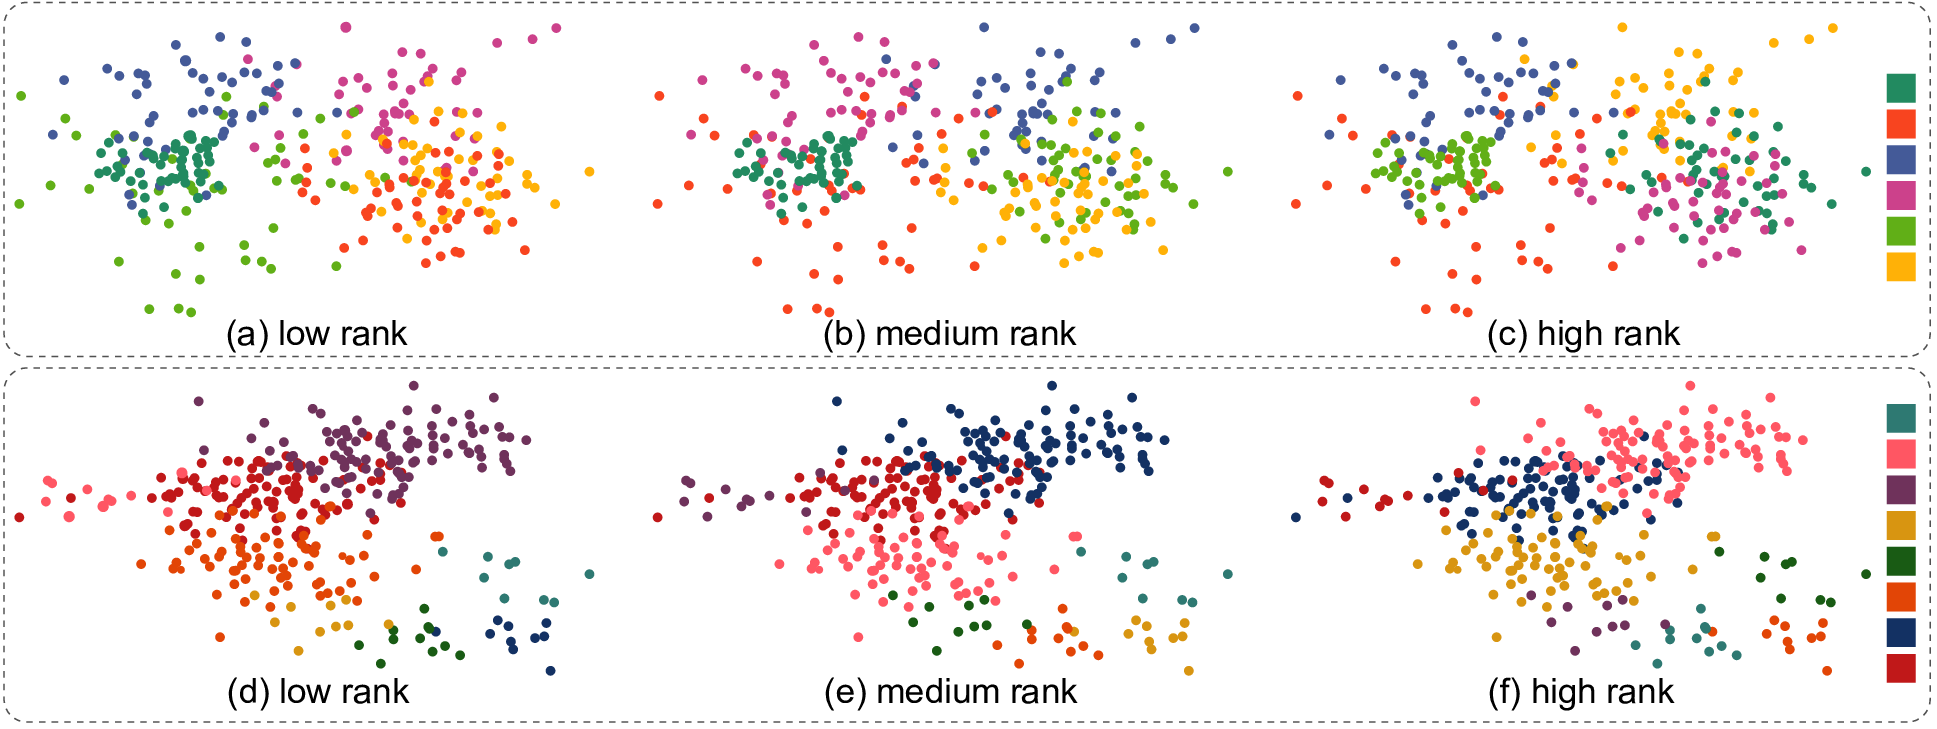 (a) low rank
(b) medium rank
(c) high rank
(d) low rank
(e) medium rank
(f) high rank